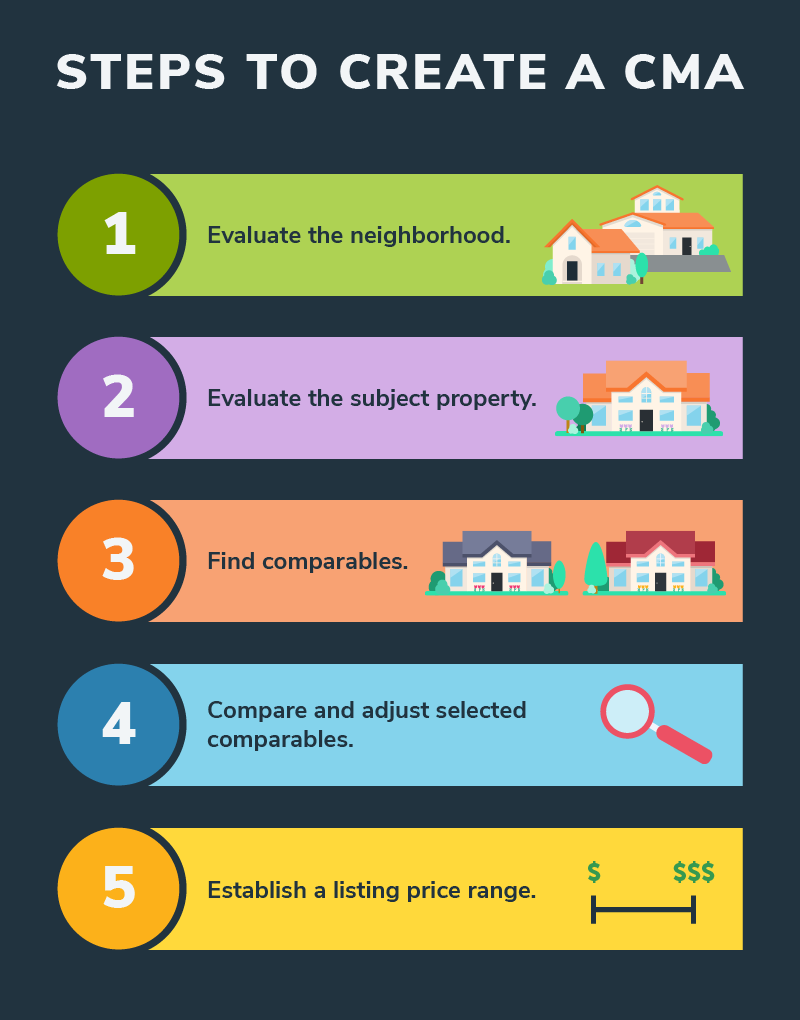 STEPS TO CREATE A CMA
1
Evaluate the neighborhood.
2
Evaluate the subject property.
3
Find comparables.
4
Compare and adjust selected
comparables.
5
Establish a listing price range.
$ $$$